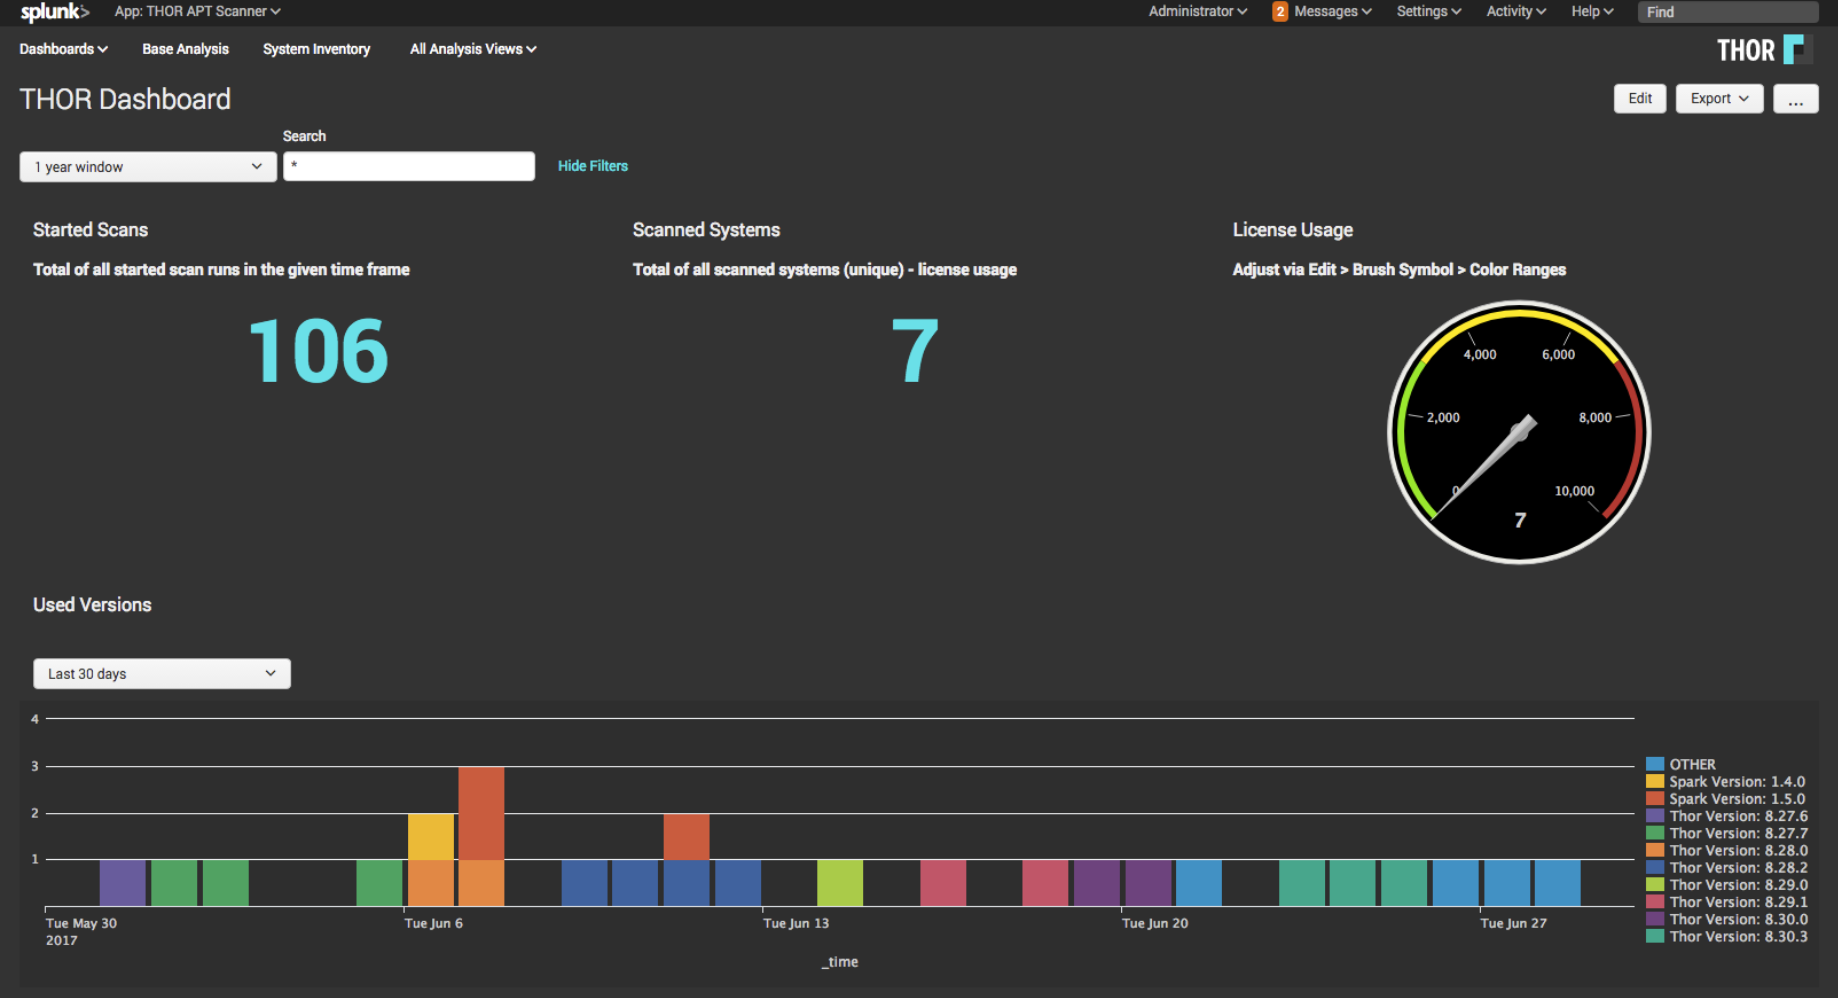 splunk> App: THOR APT Scanner Administrator 2 Messages Settings Activity Help Find
Dashboards Base Analysis System Inventory All Analysis Views THOR
THOR Dashboard
Edit Export ...
Search
1 year window * Hide Filters
Started Scans
Total of all started scan runs in the given time frame
106
Scanned Systems
Total of all scanned systems (unique) - license usage
7
License Usage
Adjust via Edit > Brush Symbol > Color Ranges
4,000 6,000
2,000 8,000
0 10,000
7
Used Versions
Last 30 days
4
3
2
1
Tue May 30 Tue Jun 6 Tue Jun 13 Tue Jun 20 Tue Jun 27
2017
_time
OTHER
Spark Version: 1.4.0
Spark Version: 1.5.0
Thor Version: 8.27.6
Thor Version: 8.27.7
Thor Version: 8.28.0
Thor Version: 8.28.2
Thor Version: 8.29.0
Thor Version: 8.29.1
Thor Version: 8.30.0
Thor Version: 8.30.3